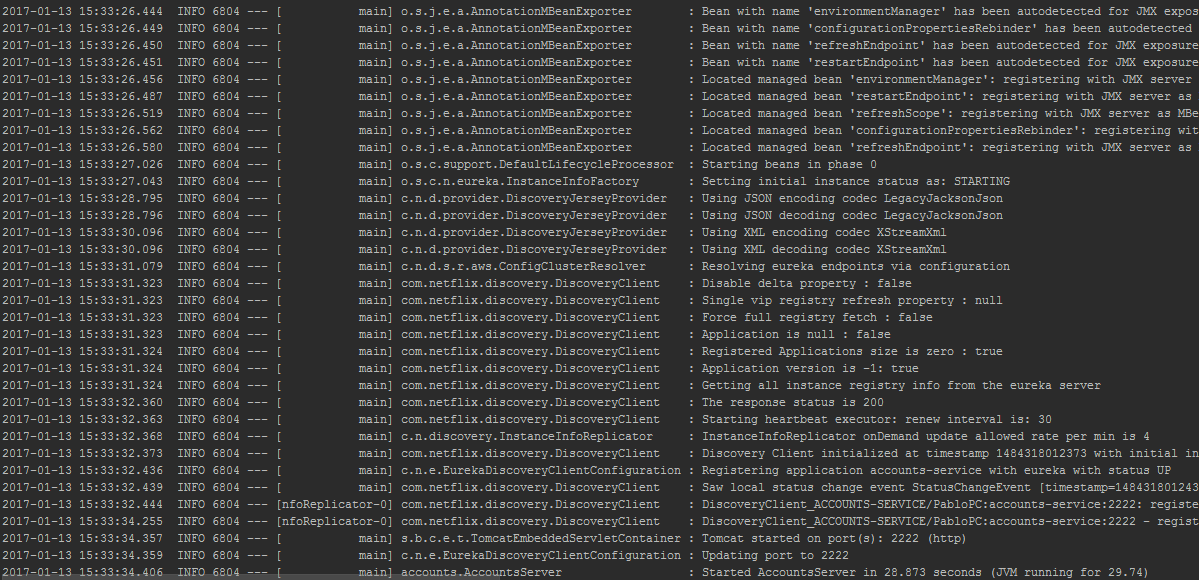 2017-01-13 15:33:26.444  INFO 6804 --- [           main] o.s.j.e.a.AnnotationMBeanExporter        : Bean with name 'environmentManager' has been autodetected for JMX expos
2017-01-13 15:33:26.449  INFO 6804 --- [           main] o.s.j.e.a.AnnotationMBeanExporter        : Bean with name 'configurationPropertiesRebinder' has been autodetected
2017-01-13 15:33:26.450  INFO 6804 --- [           main] o.s.j.e.a.AnnotationMBeanExporter        : Bean with name 'refreshEndpoint' has been autodetected for JMX exposure
2017-01-13 15:33:26.451  INFO 6804 --- [           main] o.s.j.e.a.AnnotationMBeanExporter        : Bean with name 'restartEndpoint' has been autodetected for JMX exposure
2017-01-13 15:33:26.456  INFO 6804 --- [           main] o.s.j.e.a.AnnotationMBeanExporter        : Located managed bean 'environmentManager': registering with JMX server
2017-01-13 15:33:26.487  INFO 6804 --- [           main] o.s.j.e.a.AnnotationMBeanExporter        : Located managed bean 'restartEndpoint': registering with JMX server as
2017-01-13 15:33:26.519  INFO 6804 --- [           main] o.s.j.e.a.AnnotationMBeanExporter        : Located managed bean 'refreshScope': registering with JMX server as MBe
2017-01-13 15:33:26.562  INFO 6804 --- [           main] o.s.j.e.a.AnnotationMBeanExporter        : Located managed bean 'configurationPropertiesRebinder': registering wit
2017-01-13 15:33:26.580  INFO 6804 --- [           main] o.s.j.e.a.AnnotationMBeanExporter        : Located managed bean 'refreshEndpoint': registering with JMX server as
2017-01-13 15:33:27.026  INFO 6804 --- [           main] o.s.c.support.DefaultLifecycleProcessor  : Starting beans in phase 0
2017-01-13 15:33:27.043  INFO 6804 --- [           main] o.s.c.n.eureka.InstanceInfoFactory       : Setting initial instance status as: STARTING
2017-01-13 15:33:28.795  INFO 6804 --- [           main] c.n.d.provider.DiscoveryJerseyProvider   : Using JSON encoding codec LegacyJacksonJson
2017-01-13 15:33:28.796  INFO 6804 --- [           main] c.n.d.provider.DiscoveryJerseyProvider   : Using JSON decoding codec LegacyJacksonJson
2017-01-13 15:33:30.096  INFO 6804 --- [           main] c.n.d.provider.DiscoveryJerseyProvider   : Using XML encoding codec XStreamXml
2017-01-13 15:33:30.096  INFO 6804 --- [           main] c.n.d.provider.DiscoveryJerseyProvider   : Using XML decoding codec XStreamXml
2017-01-13 15:33:31.079  INFO 6804 --- [           main] c.n.d.s.r.aws.ConfigClusterResolver      : Resolving eureka endpoints via configuration
2017-01-13 15:33:31.323  INFO 6804 --- [           main] com.netflix.discovery.DiscoveryClient    : Disable delta property : false
2017-01-13 15:33:31.323  INFO 6804 --- [           main] com.netflix.discovery.DiscoveryClient    : Single vip registry refresh property : null
2017-01-13 15:33:31.323  INFO 6804 --- [           main] com.netflix.discovery.DiscoveryClient    : Force full registry fetch : false
2017-01-13 15:33:31.323  INFO 6804 --- [           main] com.netflix.discovery.DiscoveryClient    : Application is null : false
2017-01-13 15:33:31.324  INFO 6804 --- [           main] com.netflix.discovery.DiscoveryClient    : Registered Applications size is zero : true
2017-01-13 15:33:31.324  INFO 6804 --- [           main] com.netflix.discovery.DiscoveryClient    : Application version is -1: true
2017-01-13 15:33:31.324  INFO 6804 --- [           main] com.netflix.discovery.DiscoveryClient    : Getting all instance registry info from the eureka server
2017-01-13 15:33:32.360  INFO 6804 --- [           main] com.netflix.discovery.DiscoveryClient    : The response status is 200
2017-01-13 15:33:32.363  INFO 6804 --- [           main] com.netflix.discovery.DiscoveryClient    : Starting heartbeat executor: renew interval is: 30
2017-01-13 15:33:32.368  INFO 6804 --- [           main] c.n.discovery.InstanceInfoReplicator     : InstanceInfoReplicator onDemand update allowed rate per min is 4
2017-01-13 15:33:32.373  INFO 6804 --- [           main] com.netflix.discovery.DiscoveryClient    : Discovery Client initialized at timestamp 1484318012373 with initial in
2017-01-13 15:33:32.436  INFO 6804 --- [           main] c.n.e.EurekaDiscoveryClientConfiguration : Registering application accounts-service with eureka with status UP
2017-01-13 15:33:32.439  INFO 6804 --- [           main] com.netflix.discovery.DiscoveryClient    : Saw local status change event StatusChangeEvent [timestamp=148431801243
2017-01-13 15:33:32.444  INFO 6804 --- [nfoReplicator-0] com.netflix.discovery.DiscoveryClient    : DiscoveryClient_ACCOUNTS-SERVICE/PabloPC:accounts-service:2222: registe
2017-01-13 15:33:34.255  INFO 6804 --- [nfoReplicator-0] com.netflix.discovery.DiscoveryClient    : DiscoveryClient_ACCOUNTS-SERVICE/PabloPC:accounts-service:2222 - regist
2017-01-13 15:33:34.357  INFO 6804 --- [           main] s.b.c.e.t.TomcatEmbeddedServletContainer : Tomcat started on port(s): 2222 (http)
2017-01-13 15:33:34.359  INFO 6804 --- [           main] c.n.e.EurekaDiscoveryClientConfiguration : Updating port to 2222
2017-01-13 15:33:34.406  INFO 6804 --- [           main] accounts.AccountsServer                  : Started AccountsServer in 28.873 seconds (JVM running for 29.74)